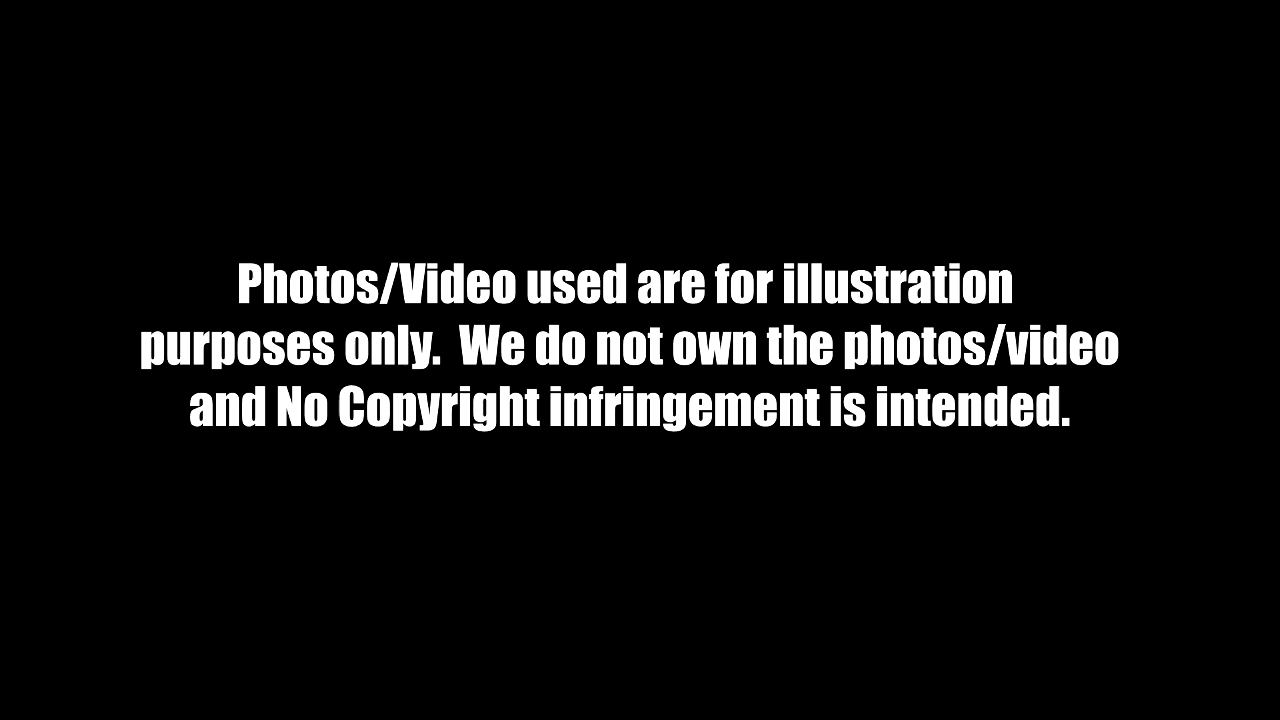 Photos/Video used are for illustration
purposes only.  We do not own the photos/video
and No Copyright infringement is intended.